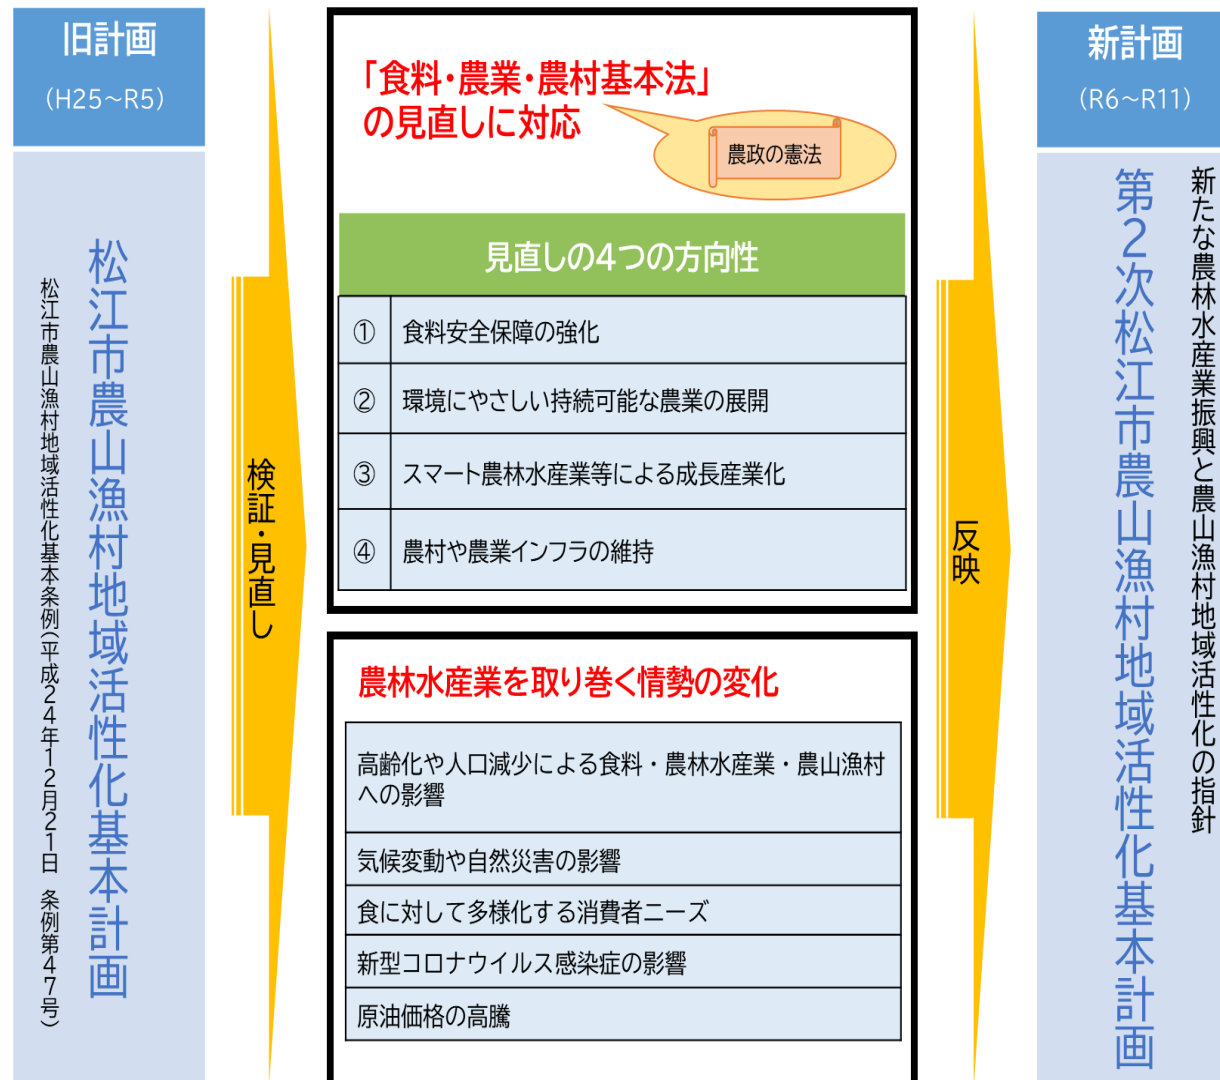 旧計画
(H25~R5)
松江市農山漁村地域活性化基本計画
松江市農山漁村地域活性化基本条例(平成24年12月21日 条例第47号)
検証・見直し
「食料・農業・農村基本法」
の見直しに対応
農政の憲法
見直しの4つの方向性
① 食料安全保障の強化
② 環境にやさしい持続可能な農業の展開
③ スマート農林水産業等による成長産業化
④ 農村や農業インフラの維持
農林水産業を取り巻く情勢の変化
高齢化や人口減少による食料・農林水産業・農山漁村
への影響
気候変動や自然災害の影響
食に対して多様化する消費者ニーズ
新型コロナウイルス感染症の影響
原油価格の高騰
反映
新計画
(R6~R11)
新たな農林水産業振興と農山漁村地域活性化の指針
第2次松江市農山漁村地域活性化基本計画